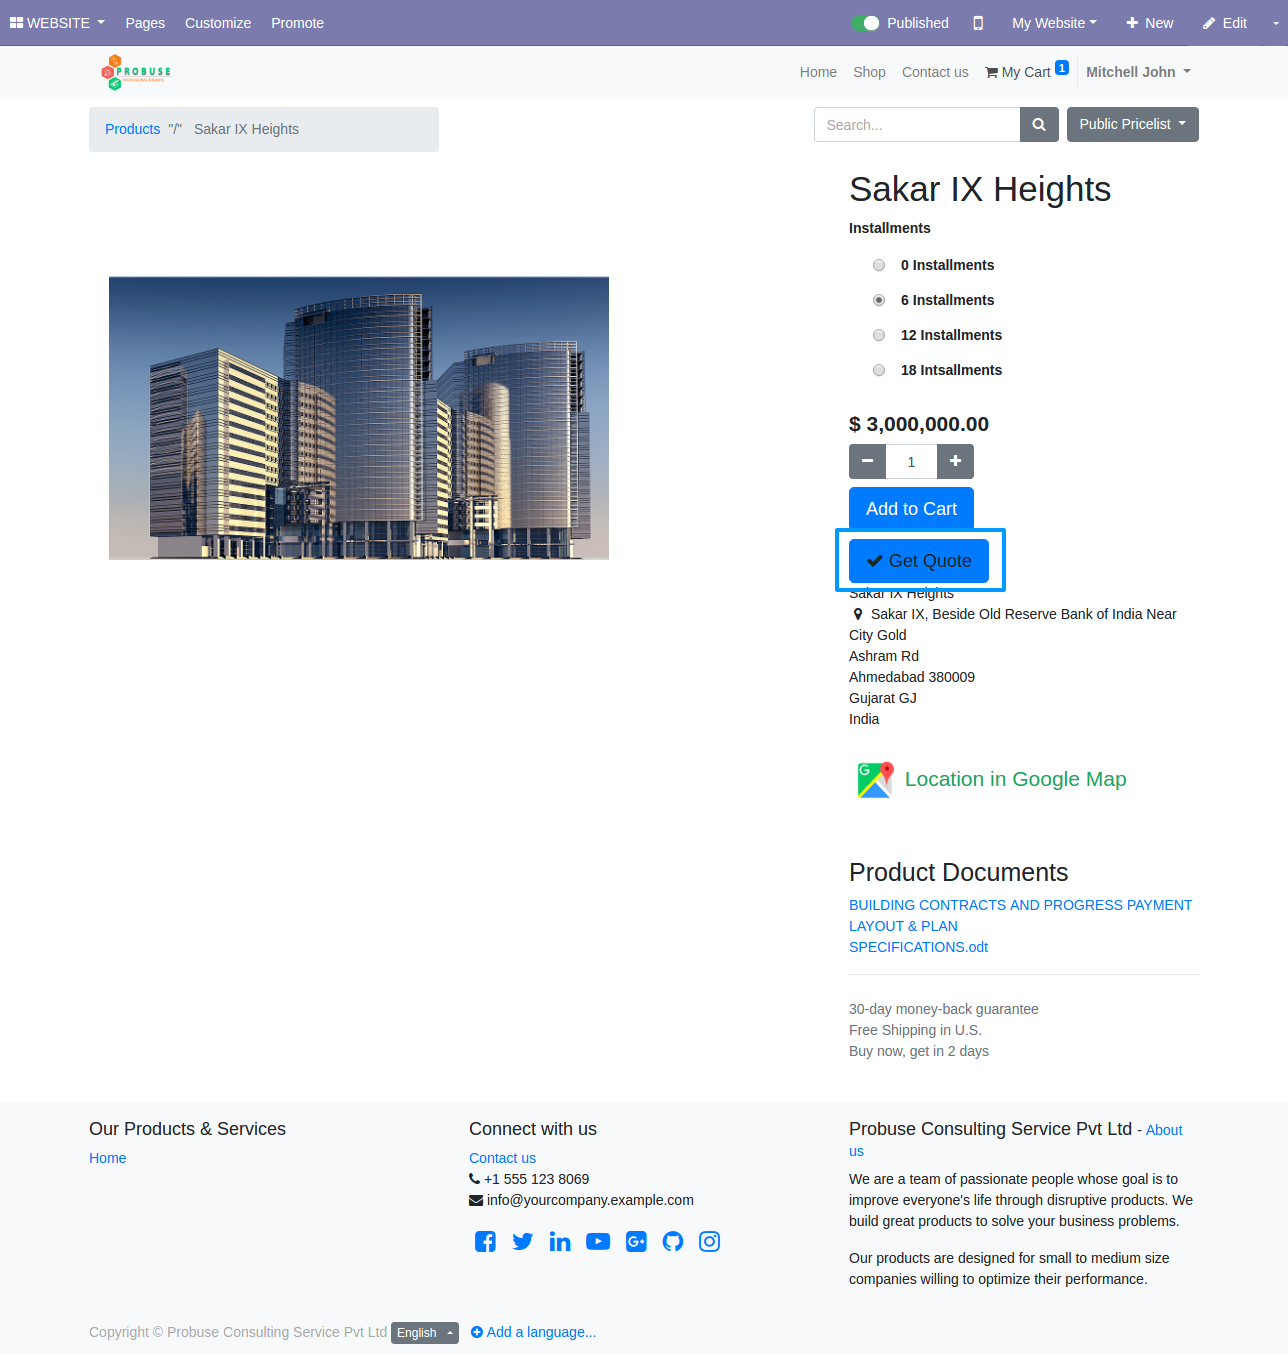 WEBSITE Pages Customize Promote Published My Website New Edit
PROBUSE Home Shop Contact us My Cart 1 Mitchell John
Products "/" Sakar IX Heights Search... Public Pricelist
Sakar IX Heights
Installments
0 Installments
6 Installments
12 Installments
18 Intsallments
$ 3,000,000.00
1
Add to Cart
Get Quote
Sakar IX Heights
Sakar IX, Beside Old Reserve Bank of India Near
City Gold
Ashram Rd
Ahmedabad 380009
Gujarat GJ
India
G Location in Google Map
Product Documents
BUILDING CONTRACTS AND PROGRESS PAYMENT
LAYOUT & PLAN
SPECIFICATIONS.odt
30-day money-back guarantee
Free Shipping in U.S.
Buy now, get in 2 days
Our Products & Services
Home
Connect with us
Contact us
+1 555 123 8069
info@yourcompany.example.com
Probuse Consulting Service Pvt Ltd - About
us
We are a team of passionate people whose goal is to
improve everyone's life through disruptive products. We
build great products to solve your business problems.
Our products are designed for small to medium size
companies willing to optimize their performance.
Copyright © Probuse Consulting Service Pvt Ltd English Add a language...